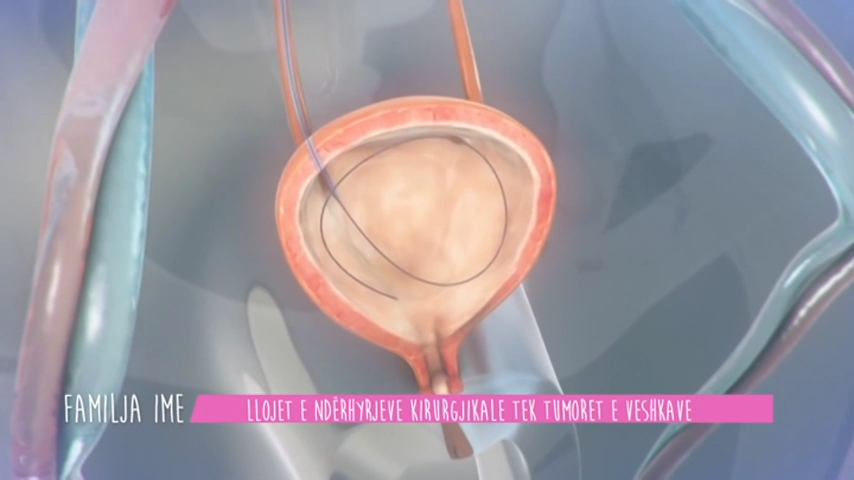 FAMILJA IME
LLOJET E NDËRHYRJEVE KIRURGJIKALE TEK TUMORET E VESHKAVE